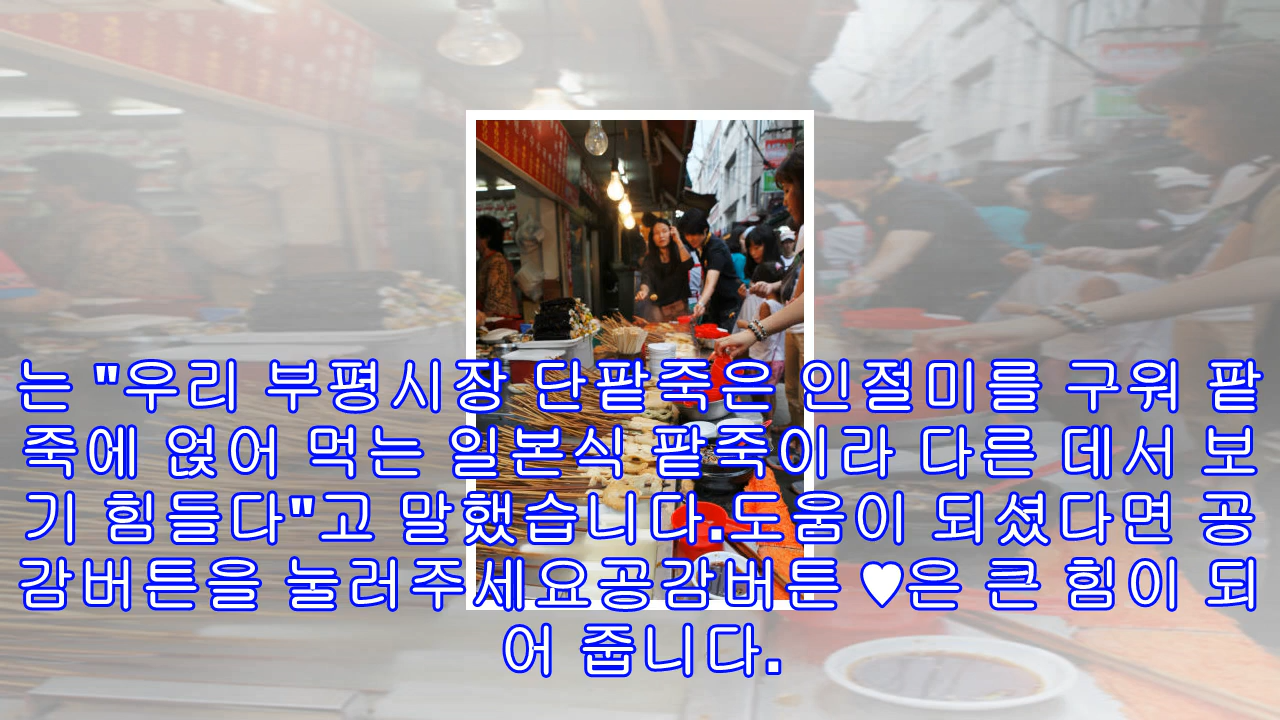 는 "우리 부평시장 단팥죽은 인절미를 구워 팥
죽에 얹어 먹는 일본식 팥죽이라 다른 데서 보
기 힘들다"고 말했습니다.도움이 되셨다면 공
감버튼을 눌러주세요공감버튼 ♥은 큰 힘이 되
어 줍니다.